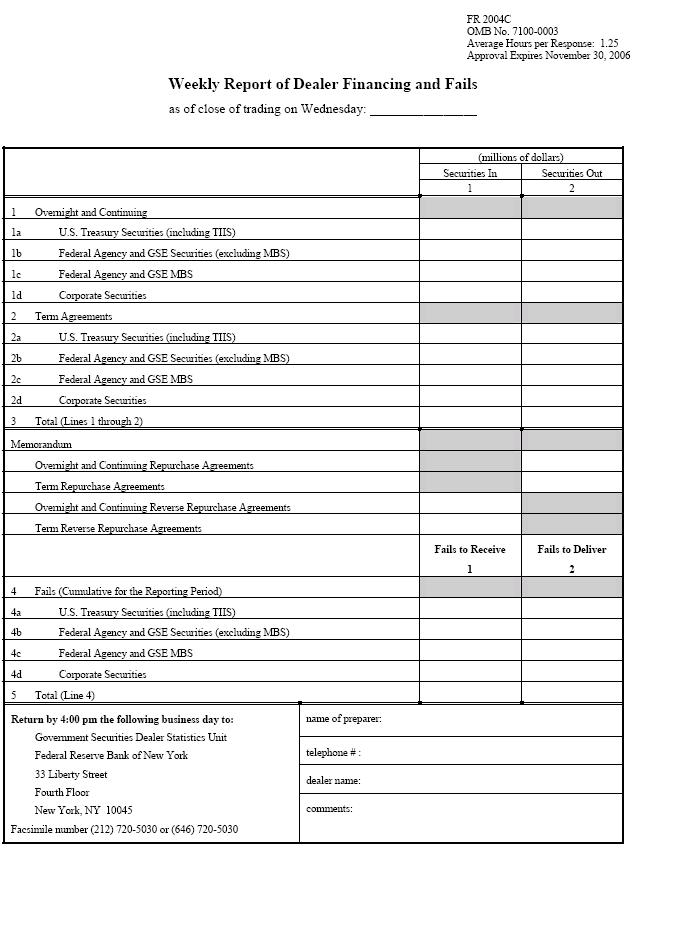 FR 2004C
OMB No. 7100-0003
Average Hours per Response: 1.25
Approval Expires November 30, 2006
Weekly Report of Dealer Financing and Fails
as of close of trading on Wednesday: _________________
(millions of dollars)
Securities In Securities Out
1 2
1 Overnight and Continuing
1a U.S. Treasury Securities (including TIIS)
1b Federal Agency and GSE Securities (excluding MBS)
1c Federal Agency and GSE MBS
1d Corporate Securities
2 Term Agreements
2a U.S. Treasury Securities (including TIIS)
2b Federal Agency and GSE Securities (excluding MBS)
2c Federal Agency and GSE MBS
2d Corporate Securities
3 Total (Lines 1 through 2)
Memorandum
Overnight and Continuing Repurchase Agreements
Term Repurchase Agreements
Overnight and Continuing Reverse Repurchase Agreements
Term Reverse Repurchase Agreements
Fails to Receive Fails to Deliver
1 2
4 Fails (Cumulative for the Reporting Period)
4a U.S. Treasury Securities (including TIIS)
4b Federal Agency and GSE Securities (excluding MBS)
4c Federal Agency and GSE MBS
4d Corporate Securities
5 Total (Line 4)
Return by 4:00 pm the following business day to:
Government Securities Dealer Statistics Unit
Federal Reserve Bank of New York
33 Liberty Street
Fourth Floor
New York, NY 10045
Facsimile number (212) 720-5030 or (646) 720-5030
name of preparer:
telephone # :
dealer name:
comments: